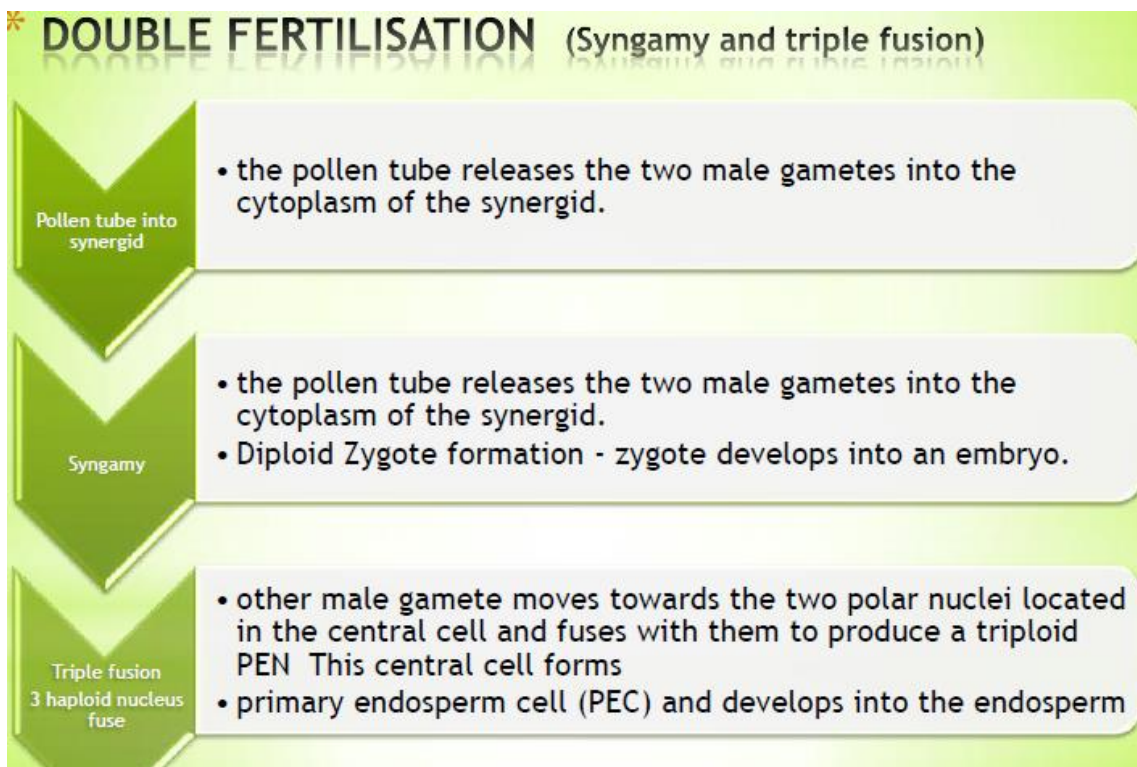 * DOUBLE FERTILISATION (Syngamy and triple fusion)
Pollen tube into
synergid
• the pollen tube releases the two male gametes into the
cytoplasm of the synergid.
Syngamy
• the pollen tube releases the two male gametes into the
cytoplasm of the synergid.
• Diploid Zygote formation - zygote develops into an embryo.
Triple fusion
3 haploid nucleus
fuse
• other male gamete moves towards the two polar nuclei located
in the central cell and fuses with them to produce a triploid
PEN This central cell forms
• primary endosperm cell (PEC) and develops into the endosperm